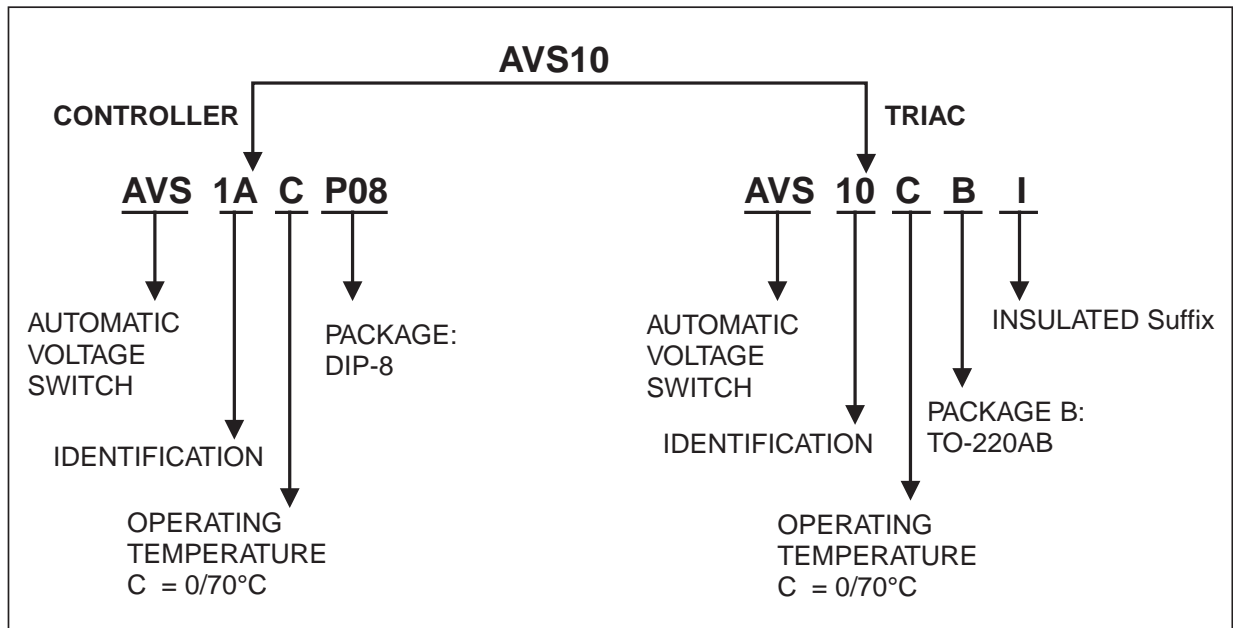 AVS10
CONTROLLER
TRIAC
AVS 1A C P08
AUTOMATIC
VOLTAGE
SWITCH
IDENTIFICATION
OPERATING
TEMPERATURE
C = 0/70°C
PACKAGE:
DIP-8
AVS 10 C B I
AUTOMATIC
VOLTAGE
SWITCH
IDENTIFICATION
OPERATING
TEMPERATURE
C = 0/70°C
PACKAGE B:
TO-220AB
INSULATED Suffix